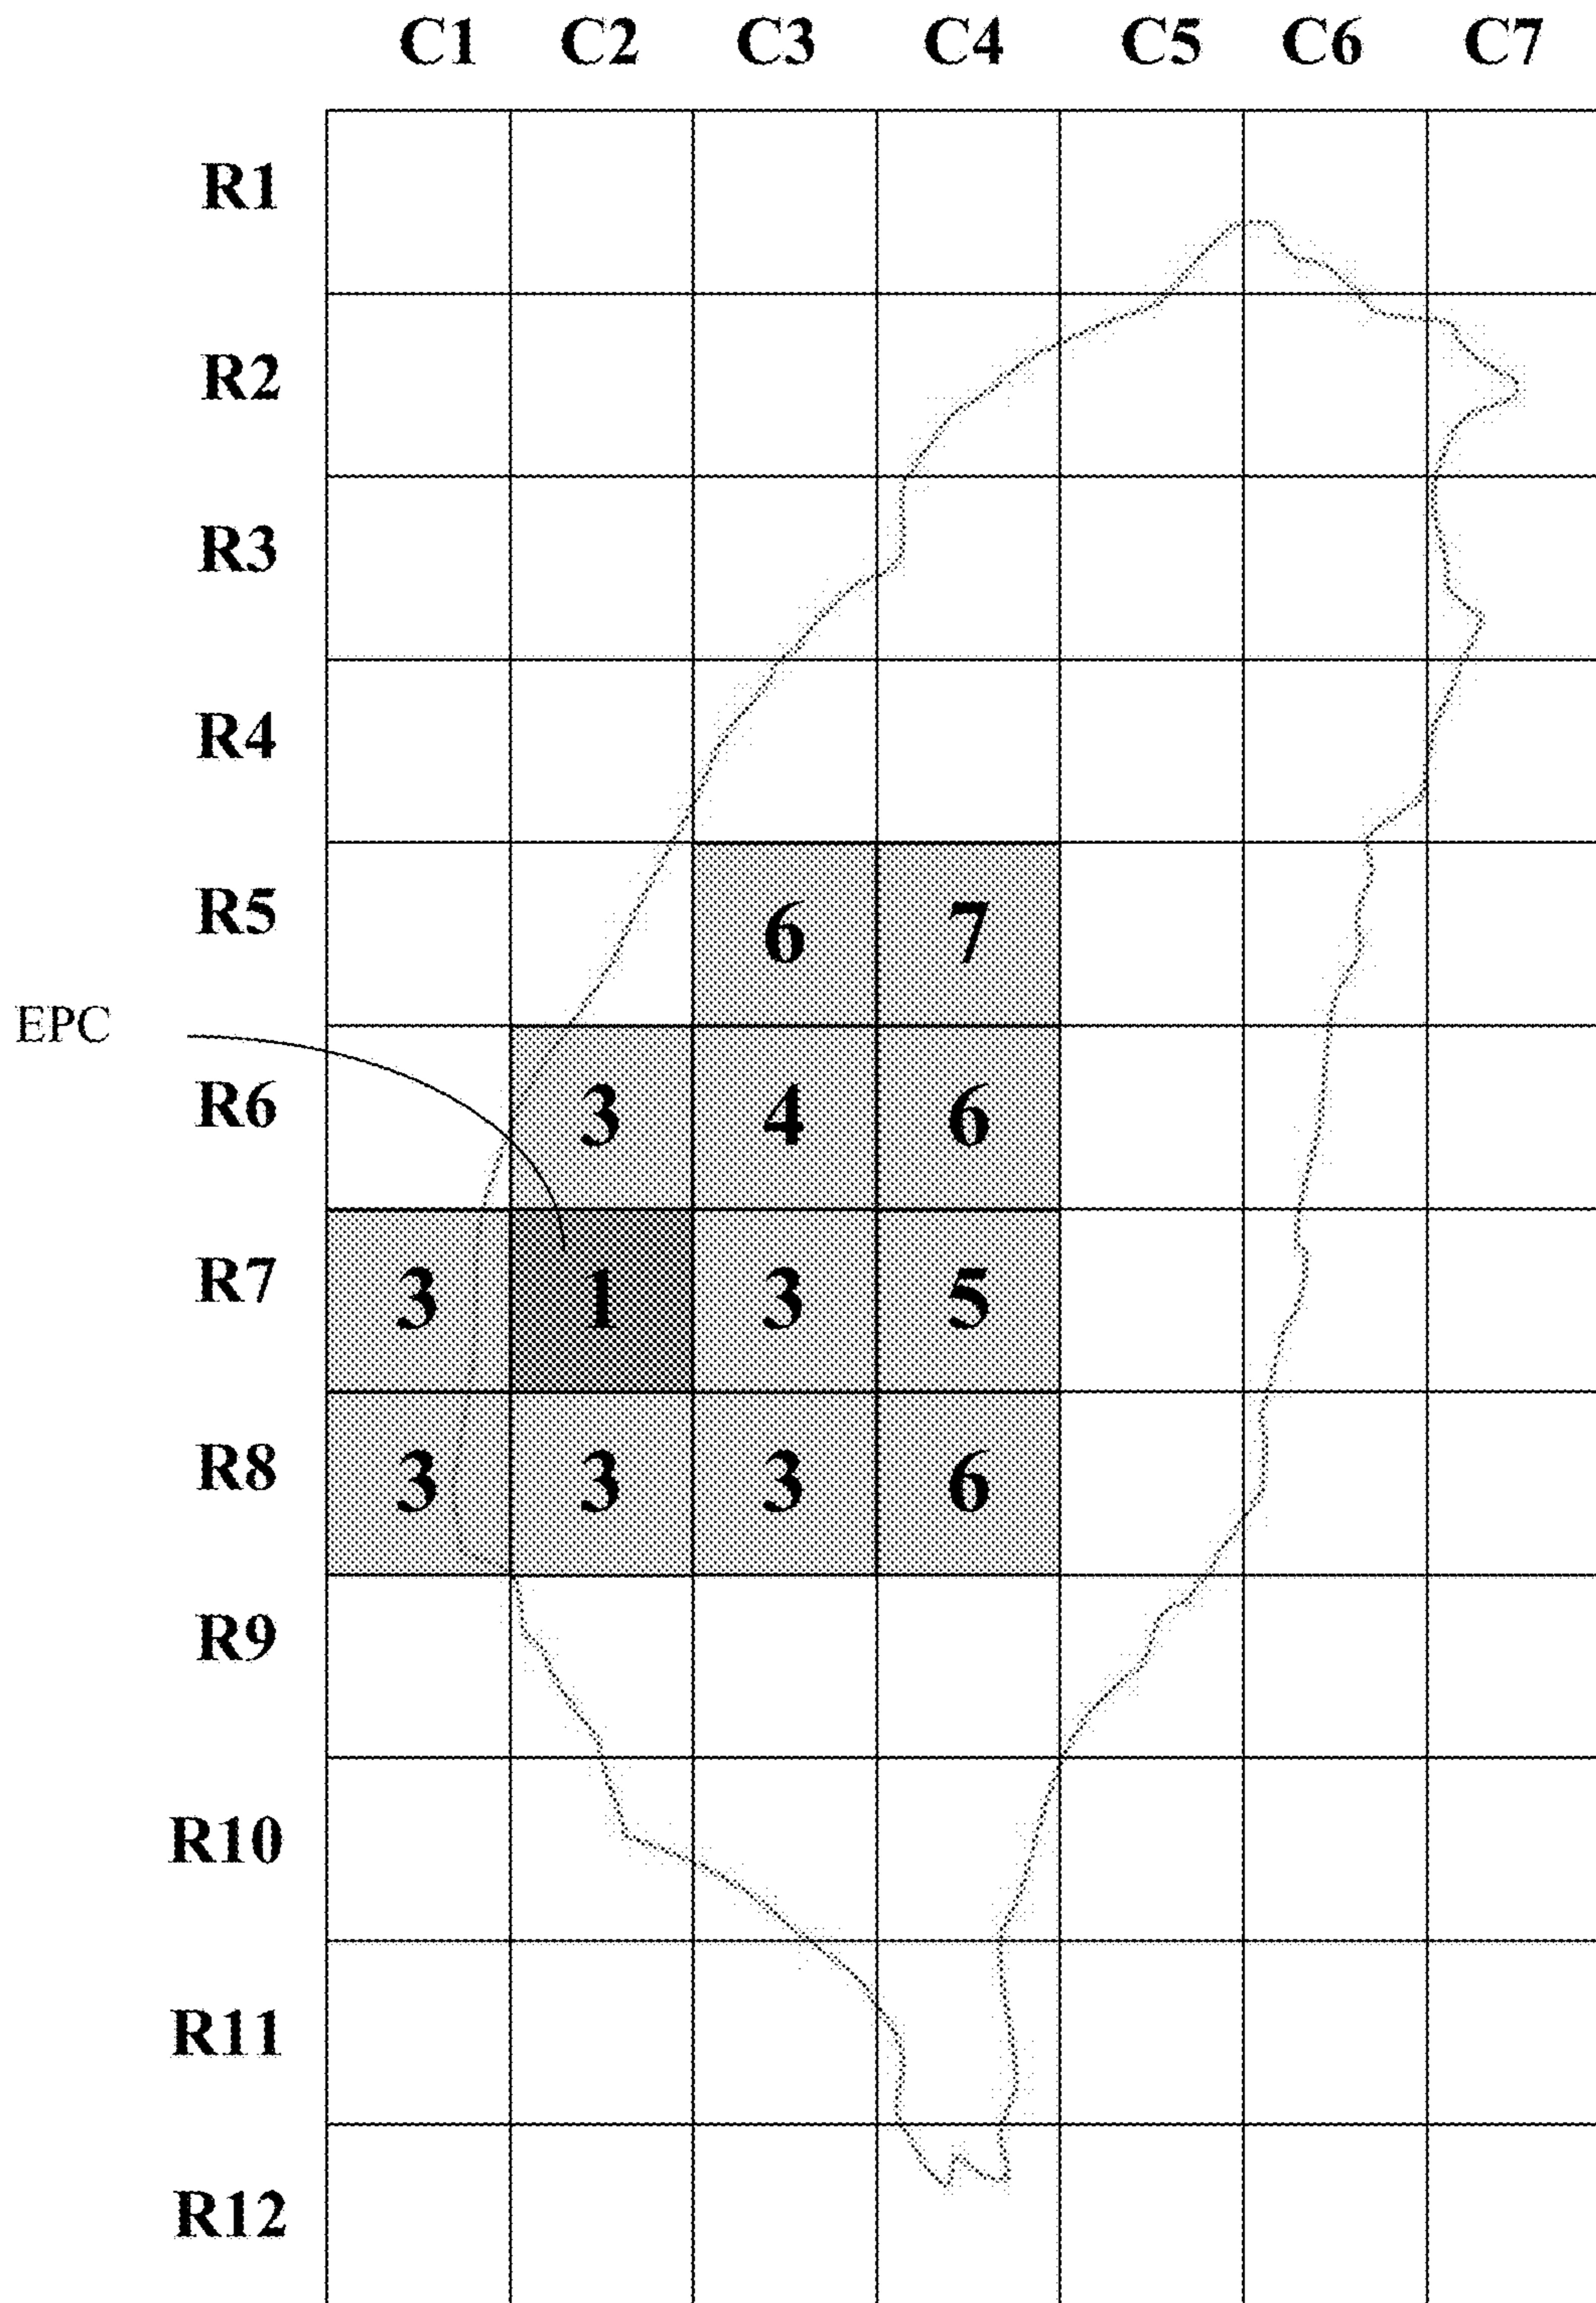 C1 C2 C3 C4 C5 C6 C7
R1
R2
R3
R4
R5 6 7
EPC
R6 3 4 6
R7 3 1 3 5
R8 3 3 3 6
R9
R10
R11
R12